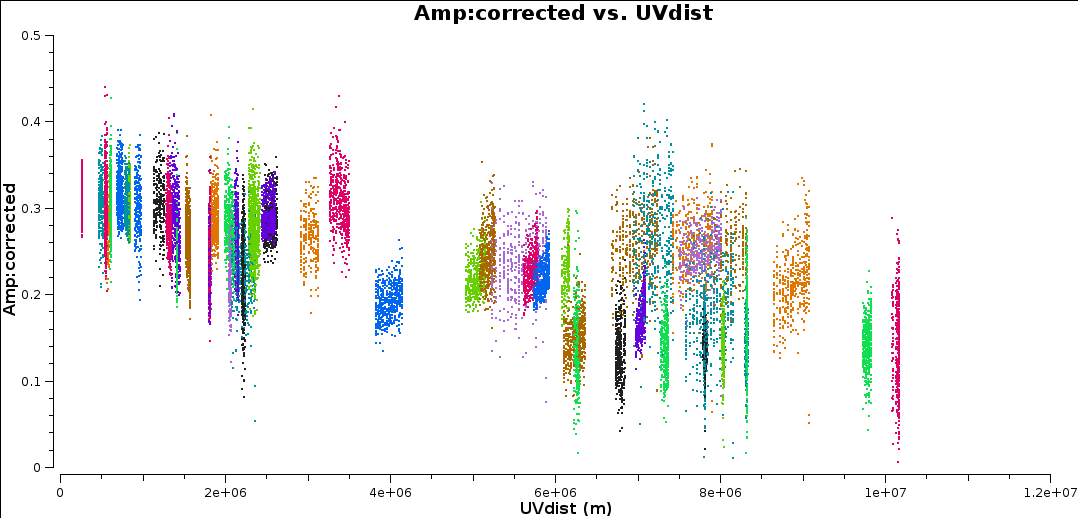 Amp:corrected vs. UVdist
0.5
0.4
0.3
0.2
0.1
0
Amp:corrected
0
2e+06
4e+06
6e+06
8e+06
1e+07
1.2e+07
UVdist (m)